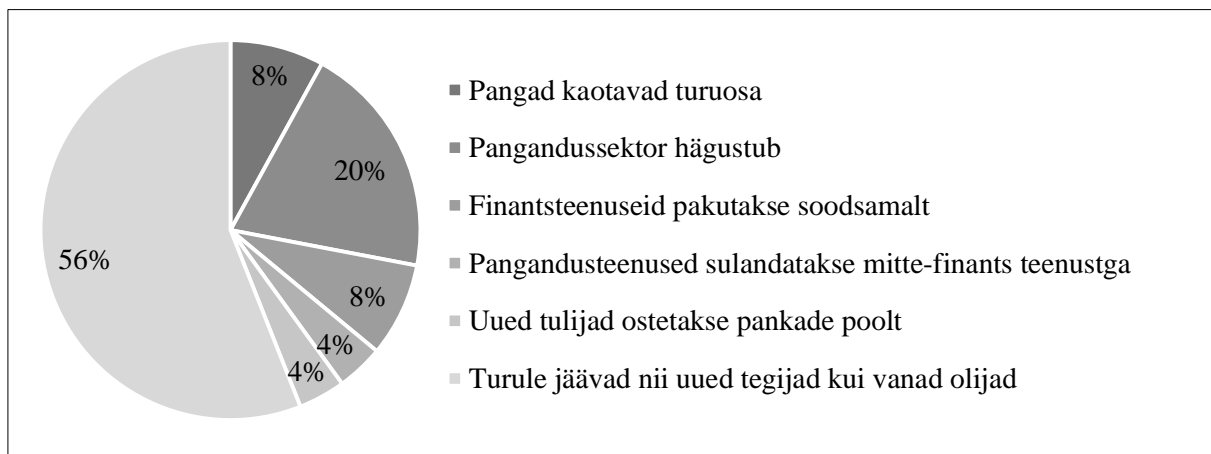 8%
20%
8%
4%
4%
56%
Pangad kaotavad turuosa
Pangandussektor hägustub
Finantsteenuseid pakutakse soodsamalt
Pangandusteenused sulandatakse mitte-finants teenustga
Uued tulijad ostetakse pankade poolt
Turule jäävad nii uued tegijad kui vanad olijad